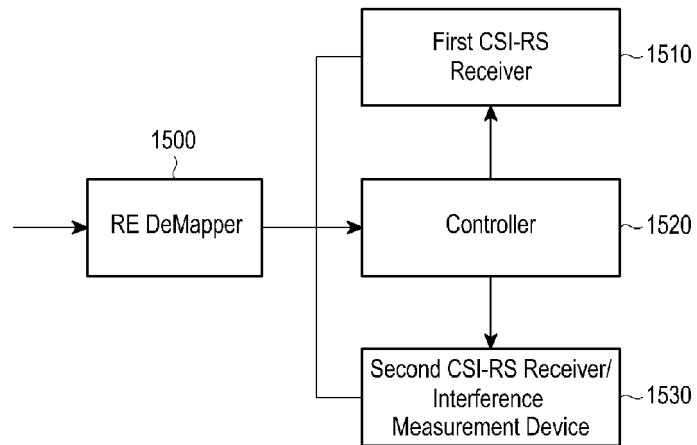 First CSI-RS
Receiver
1510
1500
RE DeMapper
Controller
1520
Second CSI-RS Receiver/
Interference
Measurement Device
1530